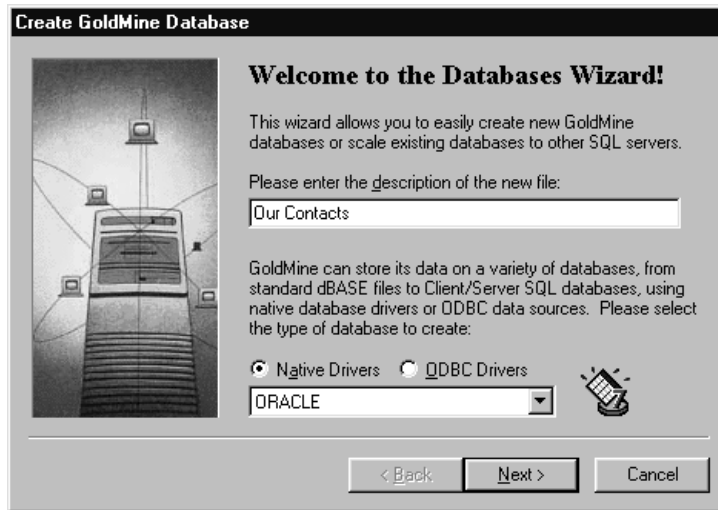 Create GoldMine Database
Welcome to the Databases Wizard!
This wizard allows you to easily create new GoldMine
databases or scale existing databases to other SQL servers.
Please enter the description of the new file:
Our Contacts
GoldMine can store its data on a variety of databases, from
standard dBASE files to Client/Server SQL databases, using
native database drivers or ODBC data sources.  Please select
the type of database to create:
Native Drivers ODBC Drivers
ORACLE
< Back Next > Cancel